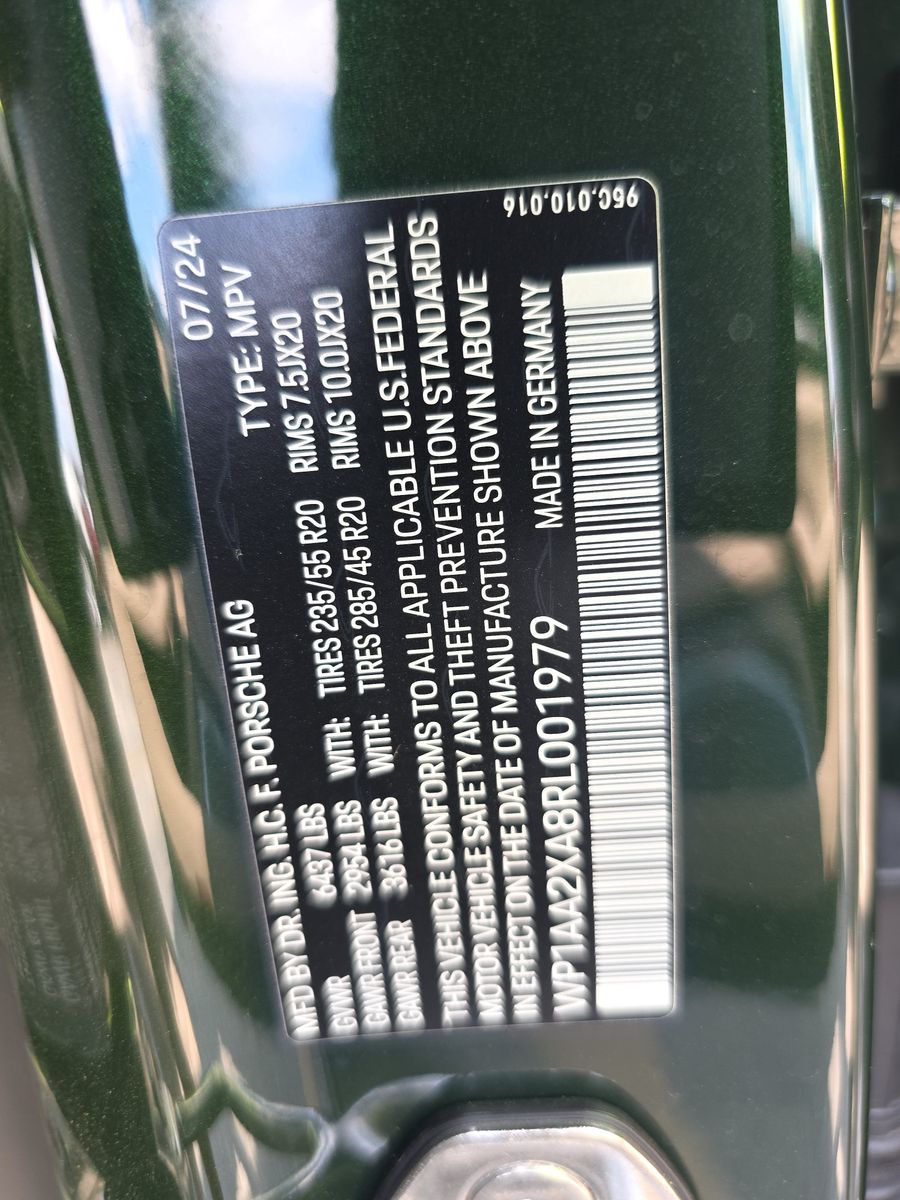 07/24
MFD BY DR. ING. H.C. F. PORSCHE AG TYPE: MPV
GVWR 6437 LBS WITH: TIRES 235/55 R20 RIMS 7.5JX20
GAWR FRONT 2954 LBS WITH: TIRES 285/45 R20 RIMS 10.0JX20
GAWR REAR 3616 LBS
THIS VEHICLE CONFORMS TO ALL APPLICABLE U.S.FEDERAL
MOTOR VEHICLE SAFETY AND THEFT PREVENTION STANDARDS
IN EFFECT ON THE DATE OF MANUFACTURE SHOWN ABOVE
WP1AA2XA8RL001979 MADE IN GERMANY
95C.010.016